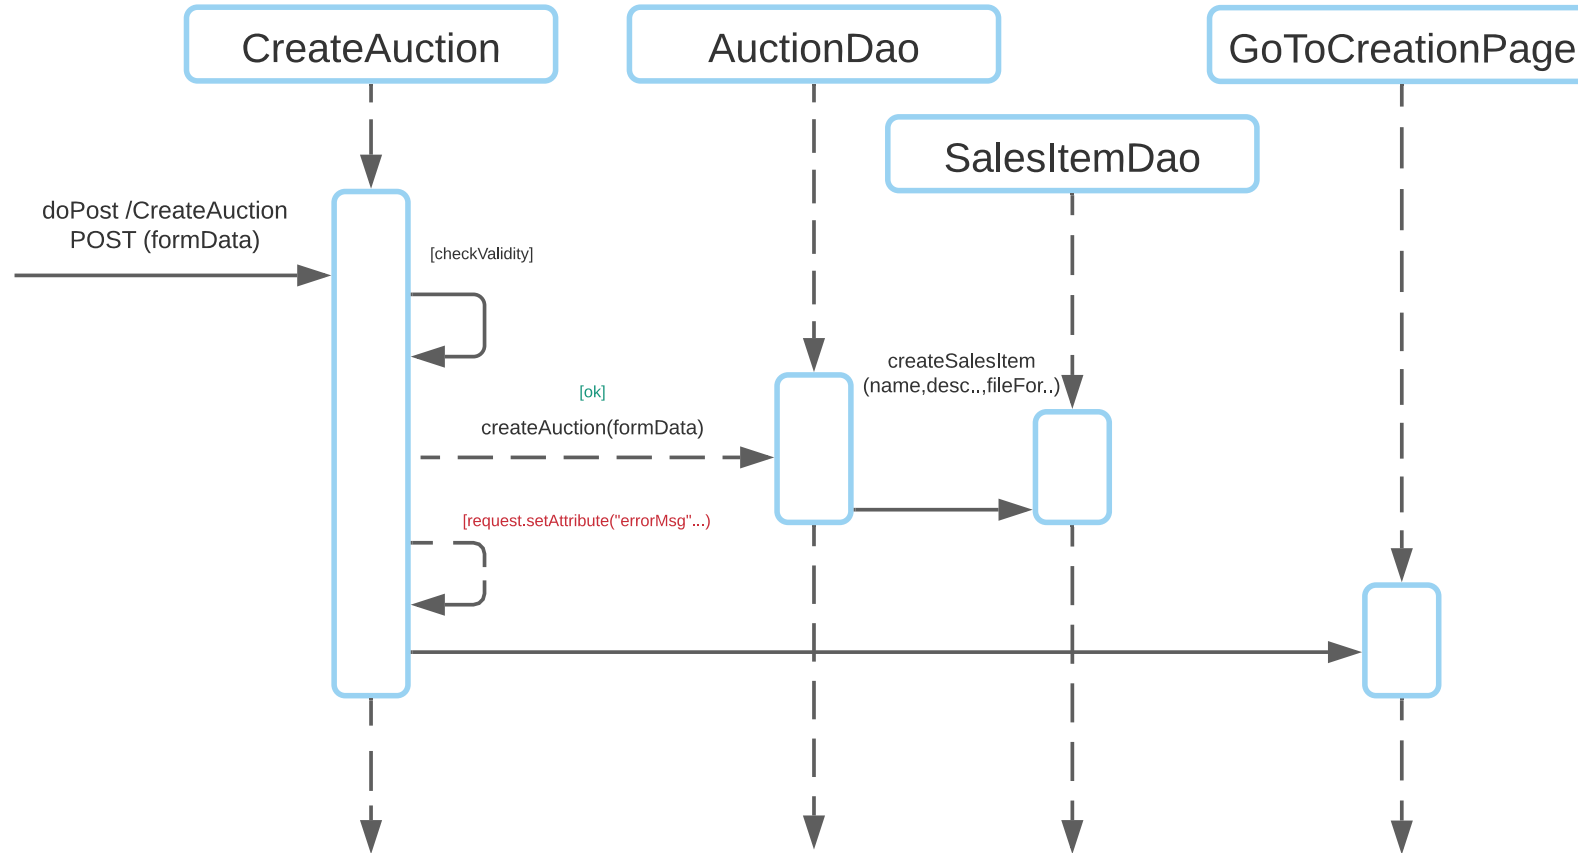 CreateAuction
AuctionDao
GoToCreationPage
SalesItemDao
doPost /CreateAuction
POST (formData)
[checkValidity]
createSalesItem
(name,desc..,fileFor..)
[ok]
createAuction(formData)
[request.setAttribute("errorMsg"...)